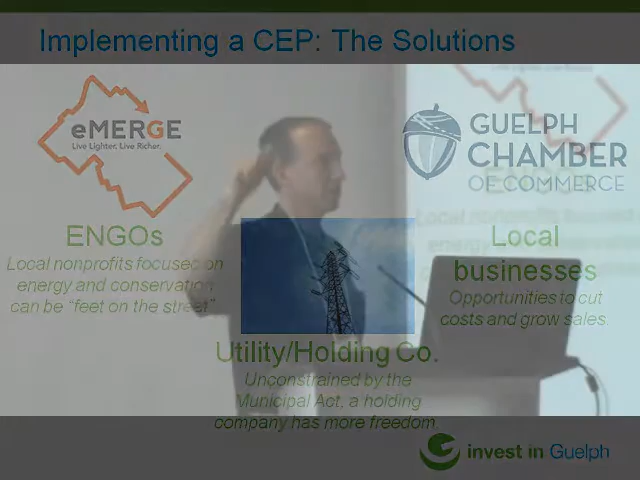 Implementing a CEP: The Solutions
eMERGE
Live Lighter. Live Richer.
GUELPH
CHAMBER
OF COMMERCE
ENGOs
Local nonprofits focused on
energy and conservation
can be "feet on the street"
Local
businesses
Opportunities to cut
costs and grow sales.
Utility/Holding Co.
Unconstrained by the
Municipal Act, a holding
company has more freedom.
invest in Guelph